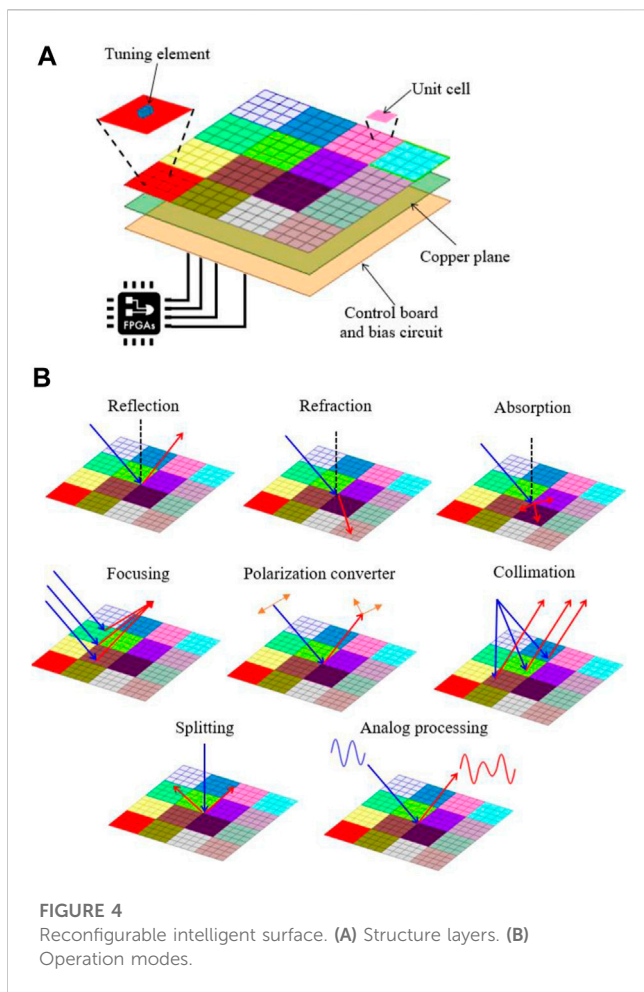 A
Tuning element
Unit cell
Copper plane
Control board
and bias circuit
FPGAs
B
Reflection
Refraction
Absorption
Focusing
Polarization converter
Collimation
Splitting
Analog processing
FIGURE 4
Reconfigurable intelligent surface. (A) Structure layers. (B)
Operation modes.